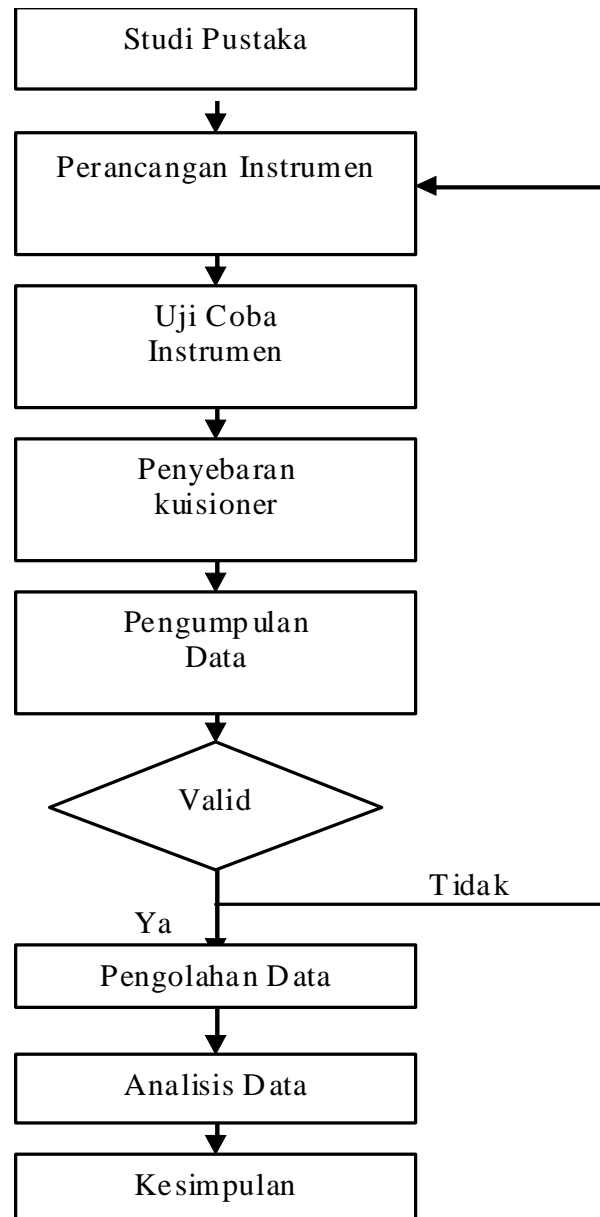 Studi Pustaka
Perancangan Instrumen
Uji Coba
Instrumen
Penyebaran
kuisioner
Pengumpulan
Data
Valid
Tidak
Ya
Pengolahan Data
Analisis Data
Kesimpulan